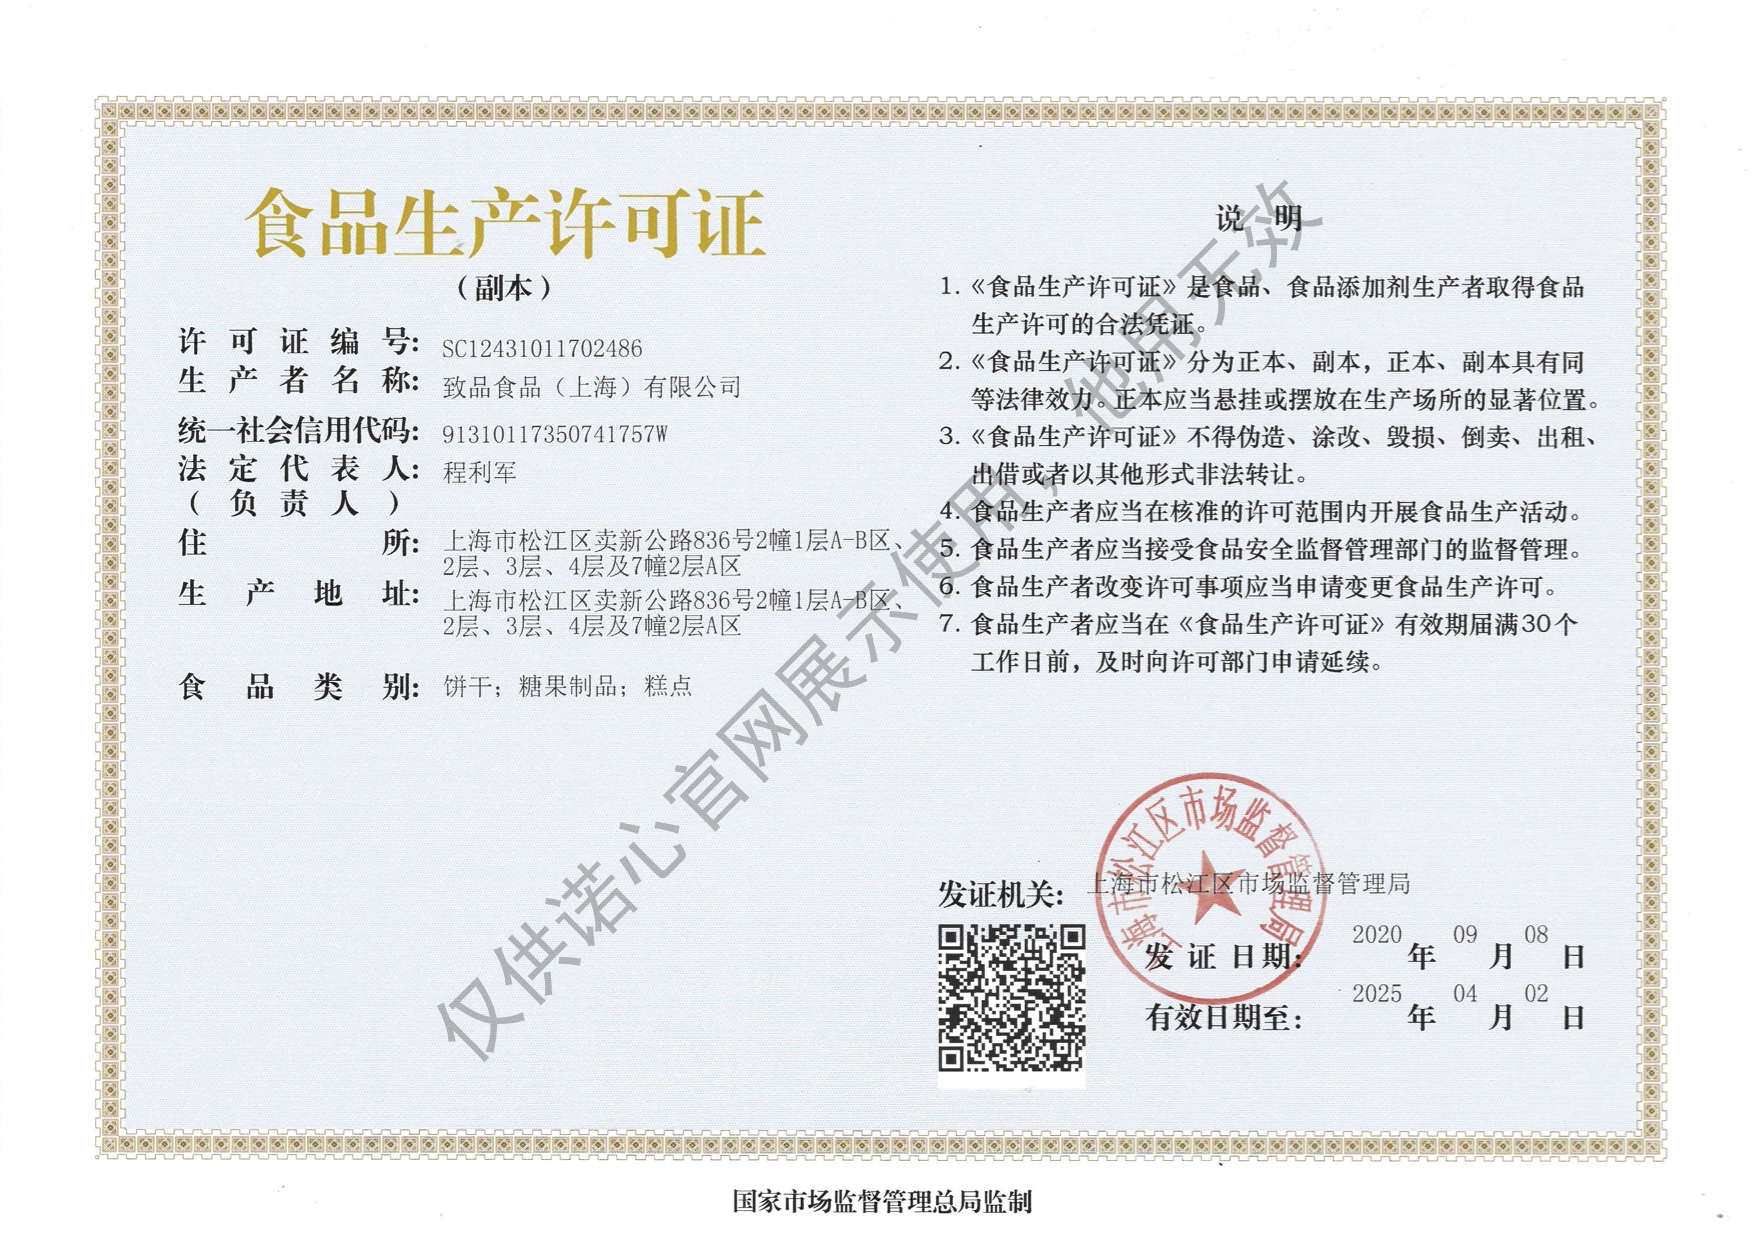 食品生产许可证
（副本）
许可证编号: SC12431011702486
生产者名称: 致品食品（上海）有限公司
统一社会信用代码: 91310117350741757W
法定代表人: 程利军
（负责人）
住所: 上海市松江区卖新公路836号2幢1层A-B区、
2层、3层、4层及7幢2层A区
生产地址: 上海市松江区卖新公路836号2幢1层A-B区、
2层、3层、4层及7幢2层A区
食品类别: 饼干；糖果制品；糕点
说明
1.《食品生产许可证》是食品、食品添加剂生产者取得食品
生产许可的合法凭证。
2.《食品生产许可证》分为正本、副本，正本、副本具有同
等法律效力。正本应当悬挂或摆放在生产场所的显著位置。
3.《食品生产许可证》不得伪造、涂改、毁损、倒卖、出租、
出借或者以其他形式非法转让。
4. 食品生产者应当在核准的许可范围内开展食品生产活动。
5. 食品生产者应当接受食品安全监督管理部门的监督管理。
6. 食品生产者改变许可事项应当申请变更食品生产许可。
7. 食品生产者应当在《食品生产许可证》有效期届满30个
工作日前，及时向许可部门申请延续。
发证机关: 上海市松江区市场监督管理局
上海市松江区市场监督管理局
发证日期: 2020年09月08日
有效日期至: 2025年04月02日
国家市场监督管理总局监制
仅供诺心官网展示使用，他用无效